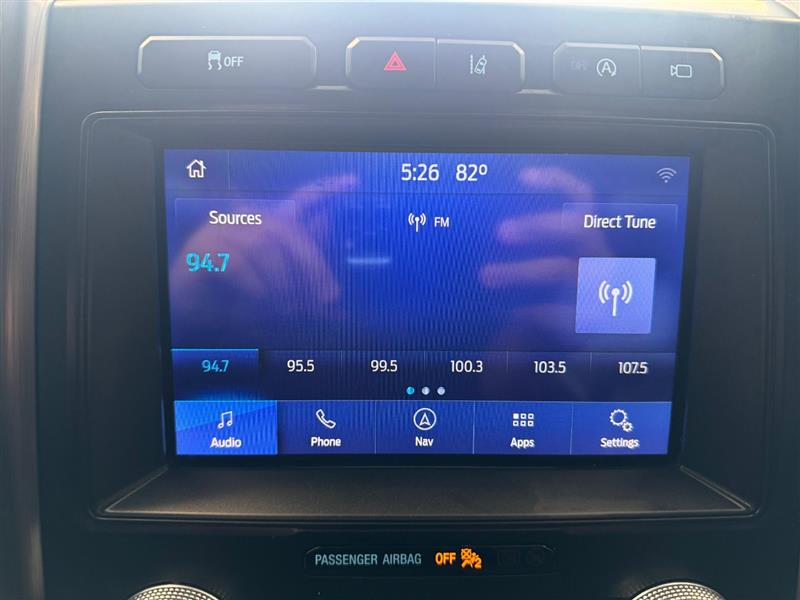 OFF
OFF A
5:26 82º
Sources FM Direct Tune
94.7
94.7 95.5 99.5 100.3 103.5 107.5
Audio Phone Nav Apps Settings
PASSENGER AIRBAG OFF 2